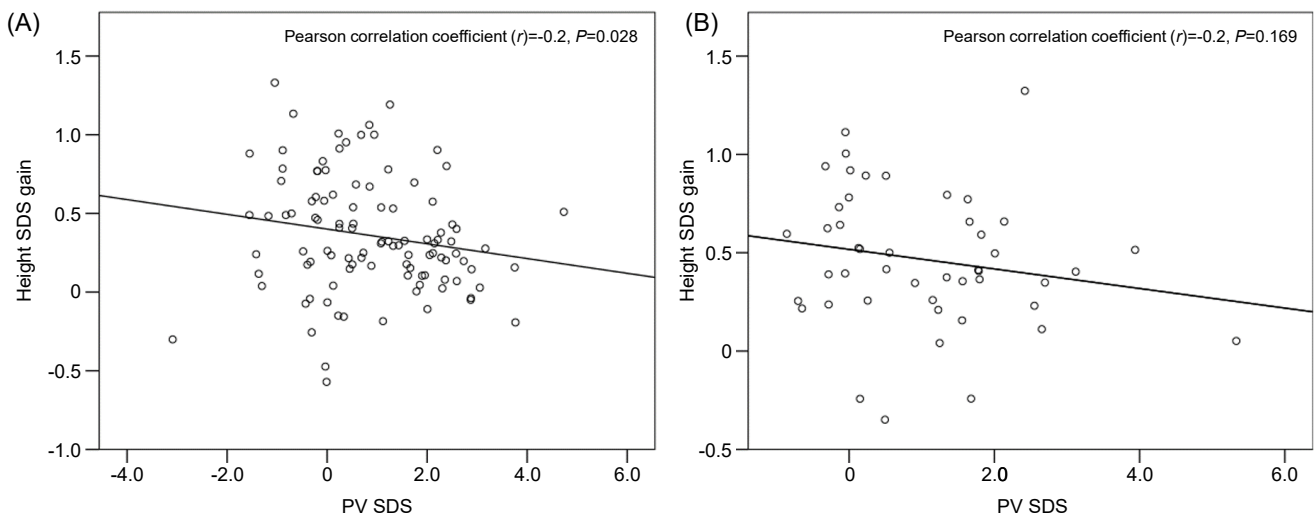 (A)
Pearson correlation coefficient (r)=-0.2, P=0.028
1.5
1.0
0.5
0
-0.5
-1.0
Height SDS gain
-4.0 -2.0 0 2.0 4.0 6.0
PV SDS
(B)
Pearson correlation coefficient (r)=-0.2, P=0.169
1.5
1.0
0.5
0
-0.5
Height SDS gain
0 2.0 4.0 6.0
PV SDS